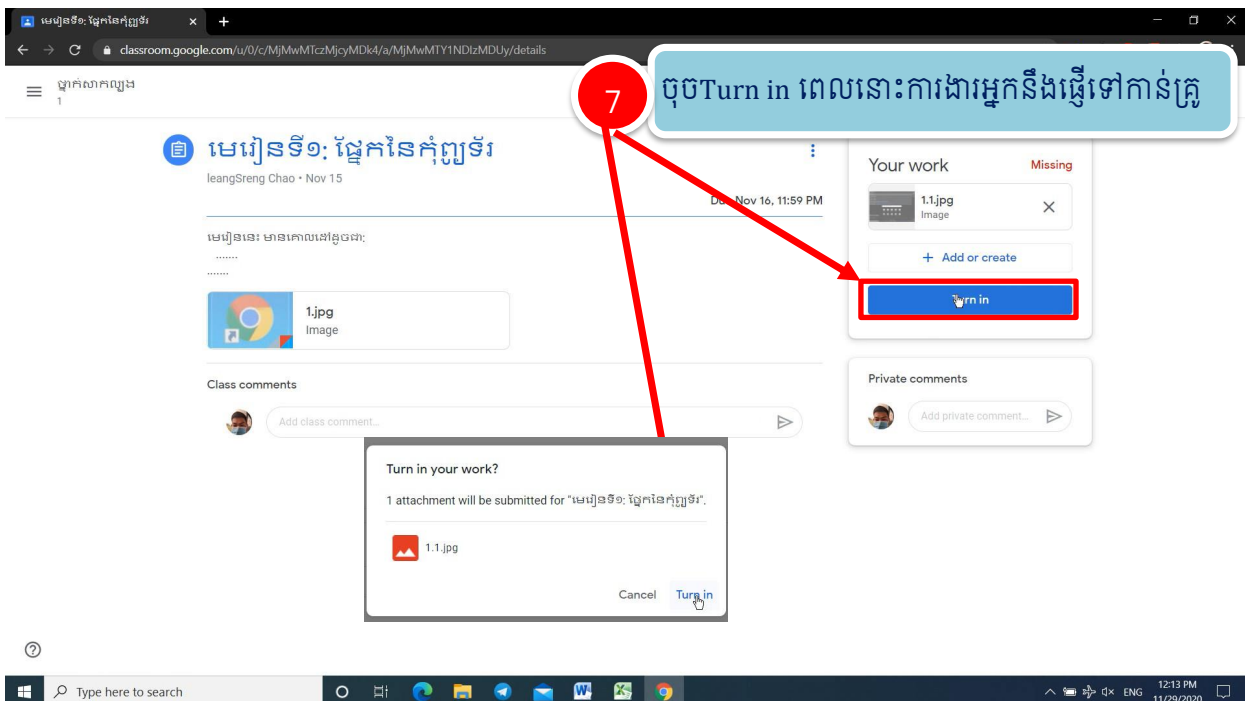 មេរៀនទី១: ផ្នែកនៃកុំព្យូទ័រ
classroom.google.com/u/0/c/MjMwMTczMjcyMDk4/a/MjMwMTY1NDIzMDUy/details
ថ្នាក់សាកល្បង
1
7
ចុចTurn in ពេលនោះការងារអ្នកនឹងផ្ញើទៅកាន់គ្រូ
មេរៀនទី១: ផ្នែកនៃកុំព្យូទ័រ
leangSreng Chao • Nov 15
Nov 16, 11:59 PM
មេរៀននេះ មានគោលដៅដូចជា:
.......
.......
1.jpg
Image
Class comments
Add class comment...
Your work Missing
1.1.jpg
Image
+ Add or create
Turn in
Private comments
Add private comment...
Turn in your work?
1 attachment will be submitted for "មេរៀនទី១: ផ្នែកនៃកុំព្យូទ័រ".
1.1.jpg
Cancel Turn in
Type here to search
ENG
12:13 PM
11/29/2020